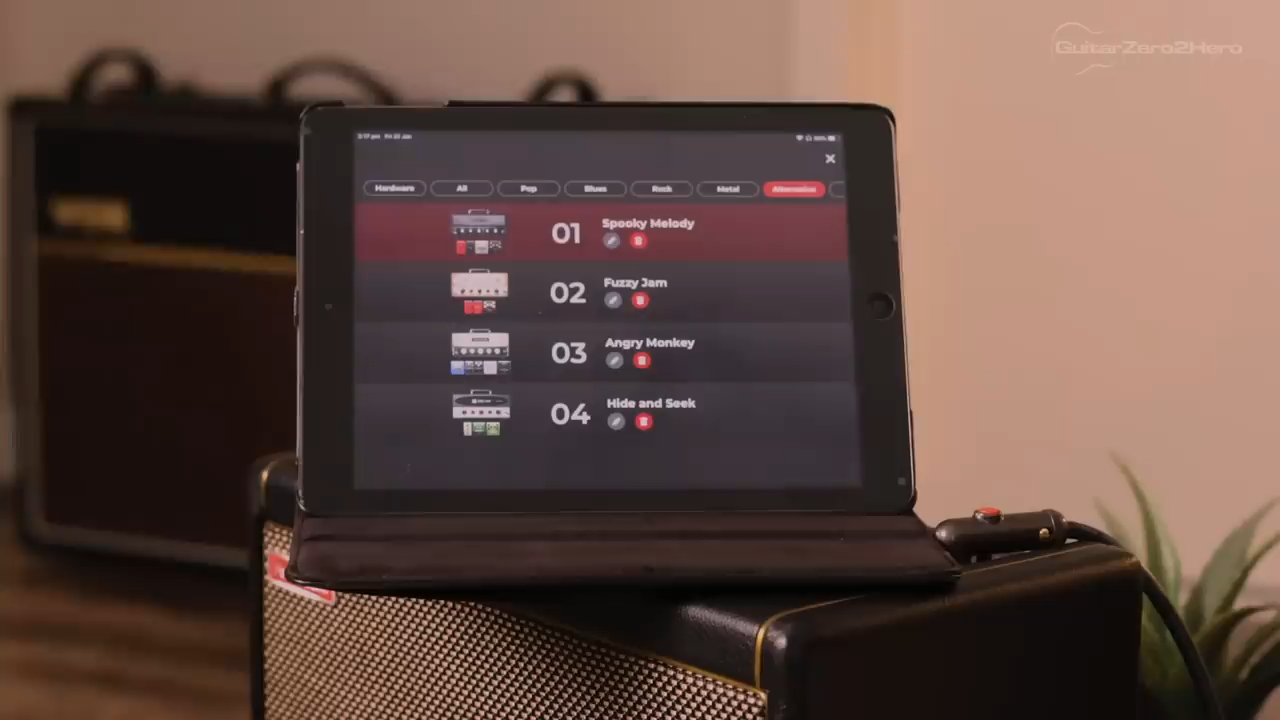 GuitarZero2Hero
Hardware
All
Pop
Blues
Rock
Metal
Alternative
01
Spooky Melody
02
Fuzzy Jam
03
Angry Monkey
04
Hide and Seek